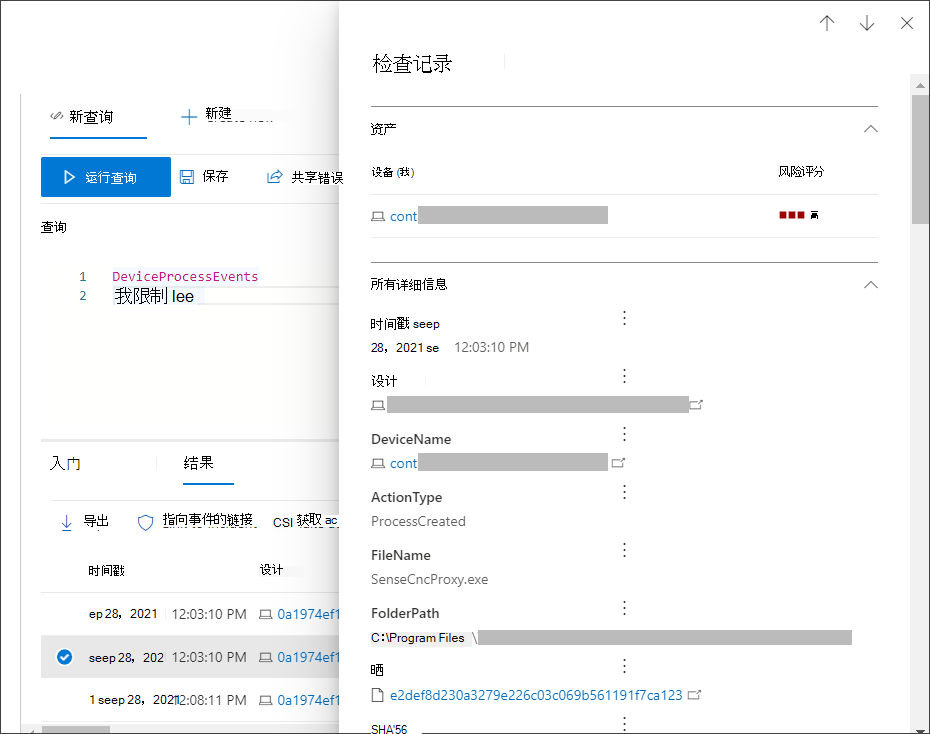 检查记录
新查询
新建
运行查询
保存
共享错误
查询
1 DeviceProcessEvents
2 我限制 lee
入门
结果
导出
指向事件的链接
CSI 获取 ac
时间戳 设计
ep 28，2021 12:03:10 PM 0a1974ef1
seep 28，202 12:03:10 PM 0a1974ef1
1 seep 28，2021 12:08:11 PM 0a1974ef1
资产
设备 (我) 风险评分
cont 高
所有详细信息
时间戳 seep
28，2021 se 12:03:10 PM
设计
DeviceName
cont
ActionType
ProcessCreated
FileName
SenseCncProxy.exe
FolderPath
C:\Program Files \
晒
e2def8d230a3279e226c03c069b561191f7ca123
SHA'56